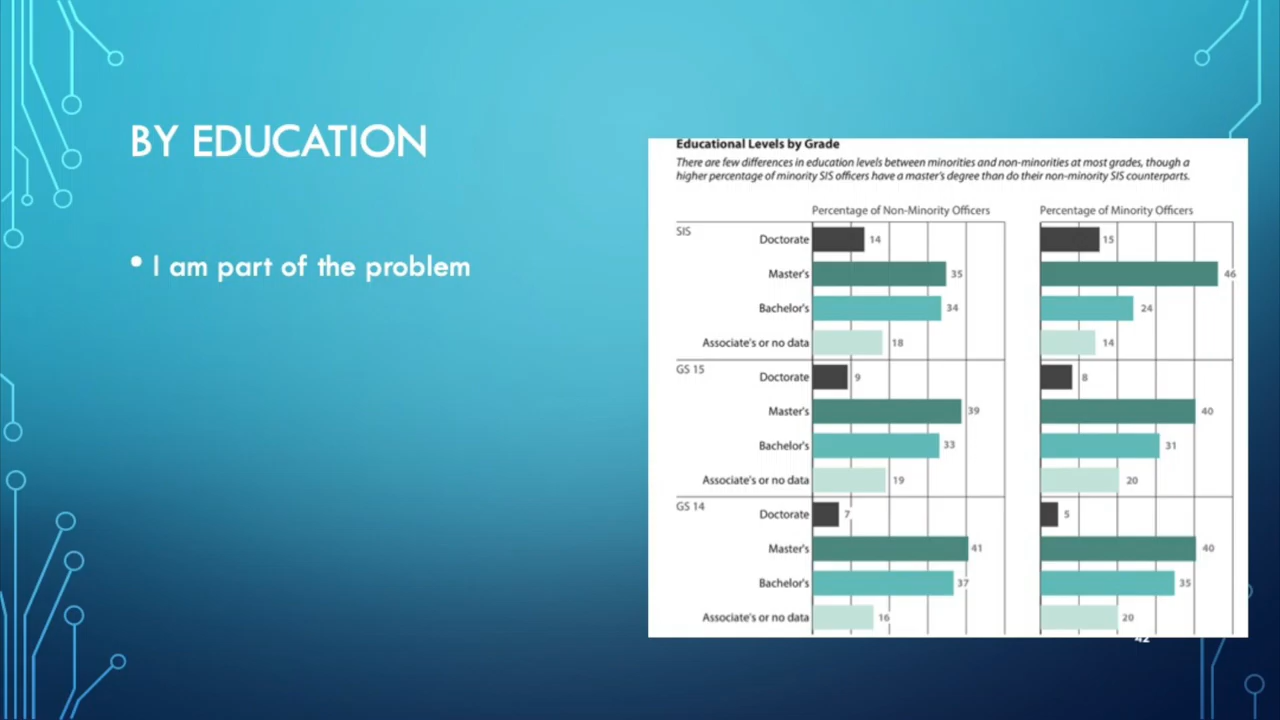 BY EDUCATION
• I am part of the problem
Educational Levels by Grade
There are few differences in education levels between minorities and non-minorities at most grades, though a
higher percentage of minority SIS officers have a master's degree than do their non-minority SIS counterparts.
Percentage of Non-Minority Officers Percentage of Minority Officers
SIS
Doctorate 14 15
Master's 35 46
Bachelor's 34 24
Associate's or no data 18 14
GS 15
Doctorate 9 8
Master's 39 40
Bachelor's 33 31
Associate's or no data 19 20
GS 14
Doctorate 7 5
Master's 41 40
Bachelor's 37 35
Associate's or no data 16 20
42